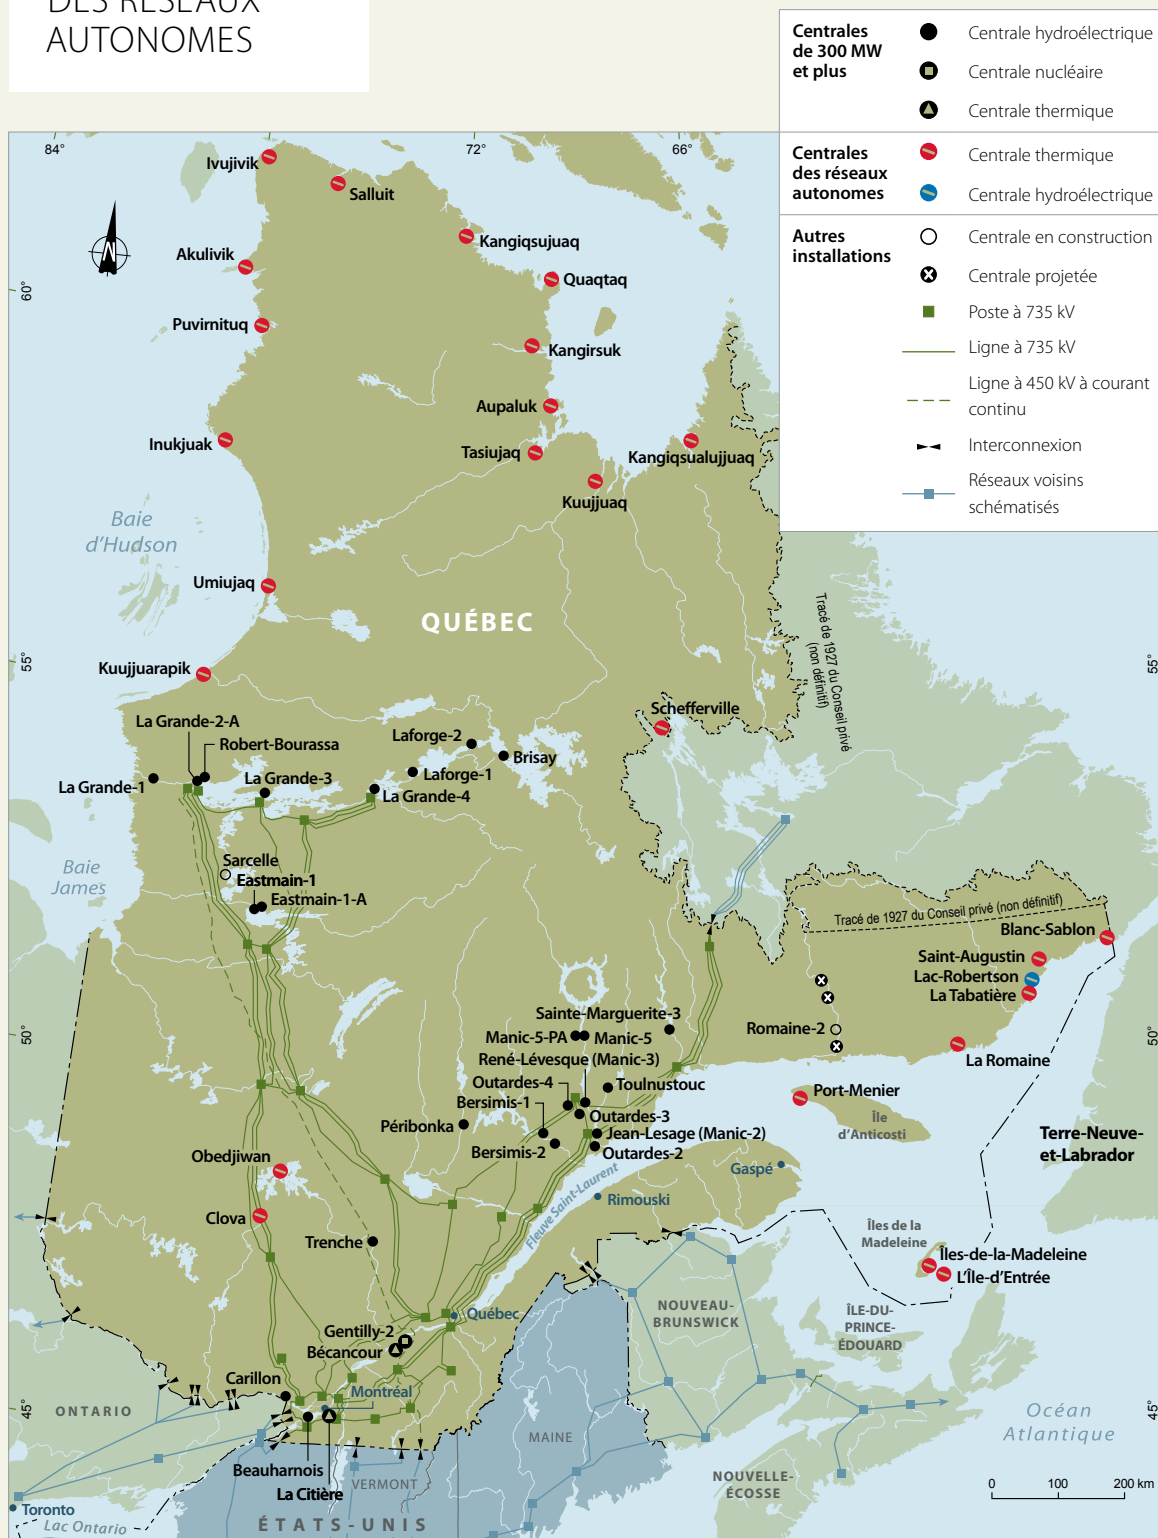 DES RÉSEAUX
AUTONOMES
Centrales
de 300 MW
et plus
Centrale hydroélectrique
Centrale nucléaire
Centrale thermique
Centrales
des réseaux
autonomes
Centrale thermique
Centrale hydroélectrique
Autres
installations
Centrale en construction
Centrale projetée
Poste à 735 kV
Ligne à 735 kV
Ligne à 450 kV à courant
continu
Interconnexion
Réseaux voisins
schématisés
84°
72°
66°
Ivujivik
Salluit
N
Kangiqsujuaq
Akulivik
Quaqtaq
60°
Puvirnituq
Kangirsuk
Aupaluk
Inukjuak
Tasiujaq
Kangiqsualujjuaq
Kuujjuaq
Baie
d'Hudson
Umiujaq
QUÉBEC
Tracé de 1927 du Conseil privé
(non définitif)
55°
55°
Kuujjuarapik
Schefferville
La Grande-2-A
Robert-Bourassa
Laforge-2
Brisay
La Grande-1
La Grande-3
Laforge-1
La Grande-4
Baie
James
Sarcelle
Eastmain-1
Eastmain-1-A
Tracé de 1927 du Conseil privé (non définitif)
Blanc-Sablon
Saint-Augustin
Lac-Robertson
La Tabatière
Sainte-Marguerite-3
Romaine-2
50°
50°
Manic-5-PA
Manic-5
René-Lévesque (Manic-3)
La Romaine
Outardes-4
Toulnustouc
Port-Menier
Bersimis-1
Outardes-3
Île
d'Anticosti
Péribonka
Jean-Lesage (Manic-2)
Bersimis-2
Outardes-2
Terre-Neuve-
et-Labrador
Obedjiwan
Gaspé
Rimouski
Fleuve Saint-Laurent
Clova
Trenche
Îles de la
Madeleine
Îles-de-la-Madeleine
L'Île-d'Entrée
Québec
NOUVEAU-
BRUNSWICK
ÎLE-DU-
PRINCE-
ÉDOUARD
Gentilly-2
Bécancour
Carillon
Montréal
45°
45°
ONTARIO
Océan
Atlantique
MAINE
Beauharnois
La Citière
VERMONT
NOUVELLE-
ÉCOSSE
0
100
200 km
Toronto
Lac Ontario
ÉTATS-UNIS